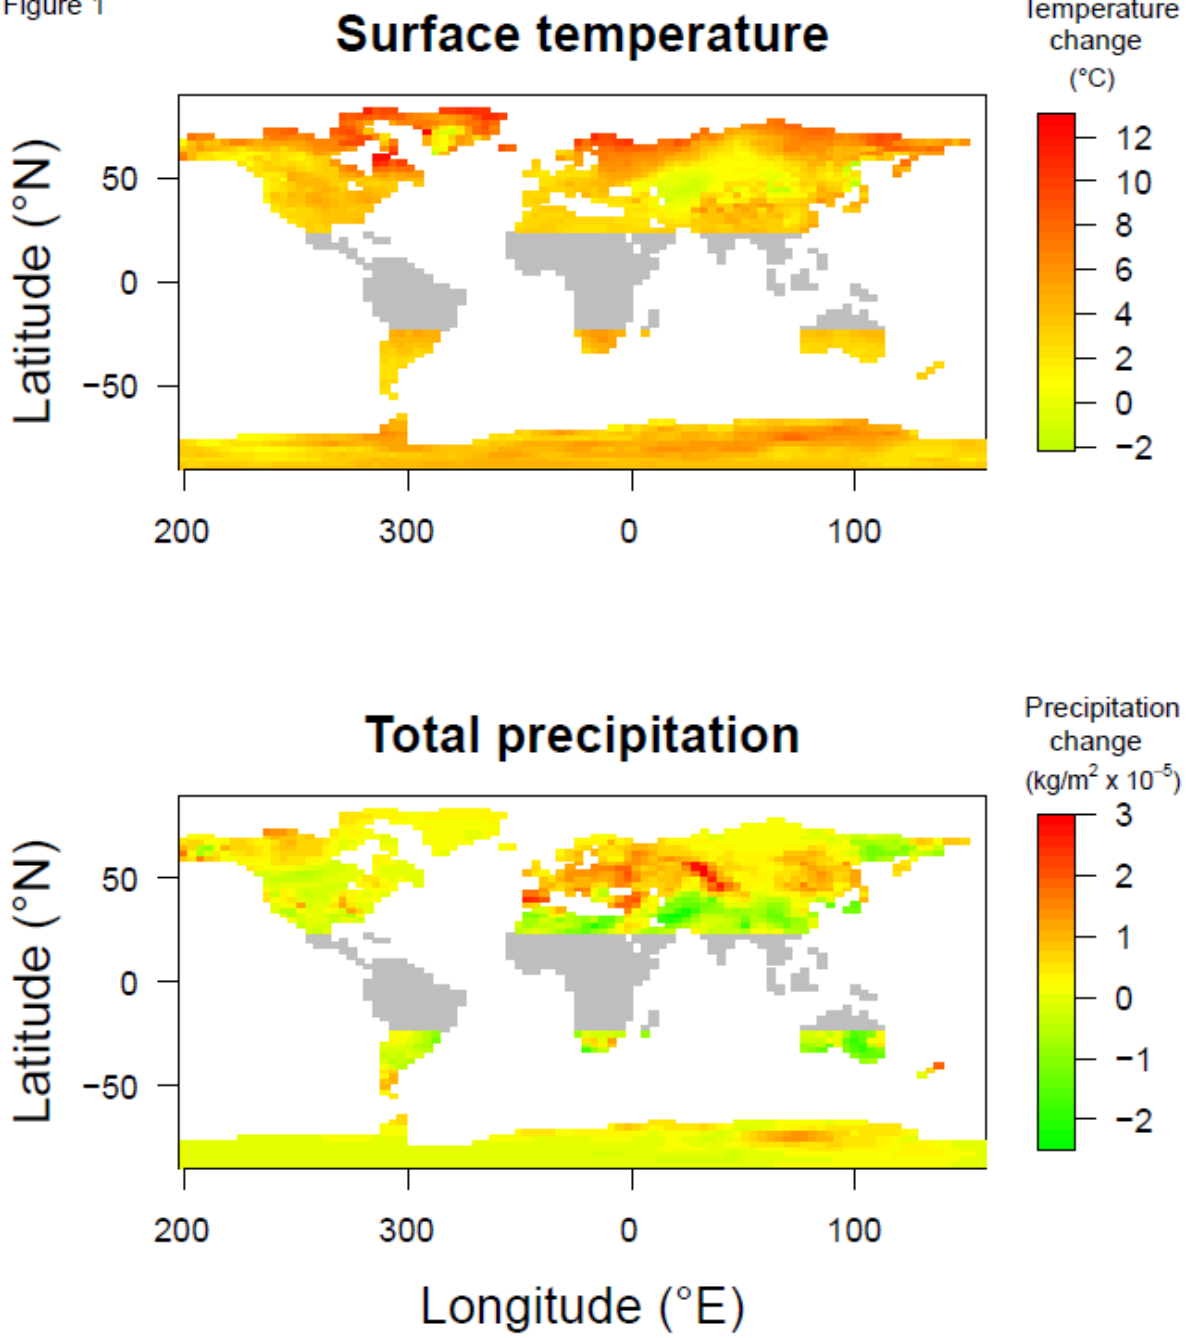 Figure 1
Surface temperature
Temperature
change
(°C)
Latitude (°N)
50
0
−50
200
300
0
100
12
10
8
6
4
2
0
−2
Total precipitation
Precipitation
change
(kg/m² x 10⁻⁵)
Latitude (°N)
50
0
−50
200
300
0
100
3
2
1
0
−1
−2
Longitude (°E)